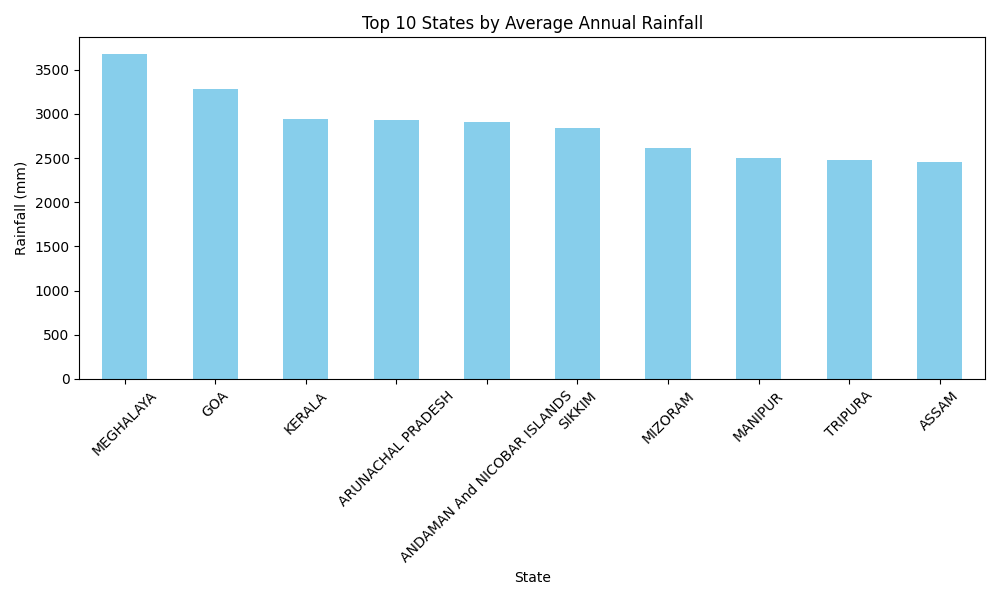 Top 10 States by Average Annual Rainfall
Rainfall (mm)
3500
3000
2500
2000
1500
1000
500
0
MEGHALAYA
GOA
KERALA
ARUNACHAL PRADESH
ANDAMAN And NICOBAR ISLANDS
SIKKIM
MIZORAM
MANIPUR
TRIPURA
ASSAM
State